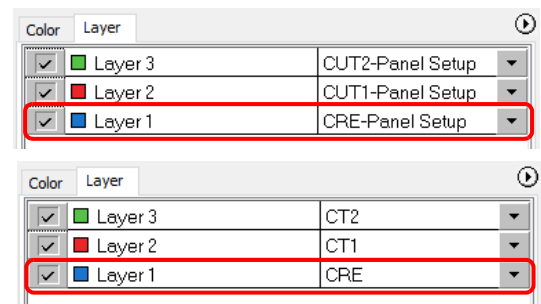 Color Layer
Layer 3 CUT2-Panel Setup
Layer 2 CUT1-Panel Setup
Layer 1 CRE-Panel Setup
Color Layer
Layer 3 CT2
Layer 2 CT1
Layer 1 CRE